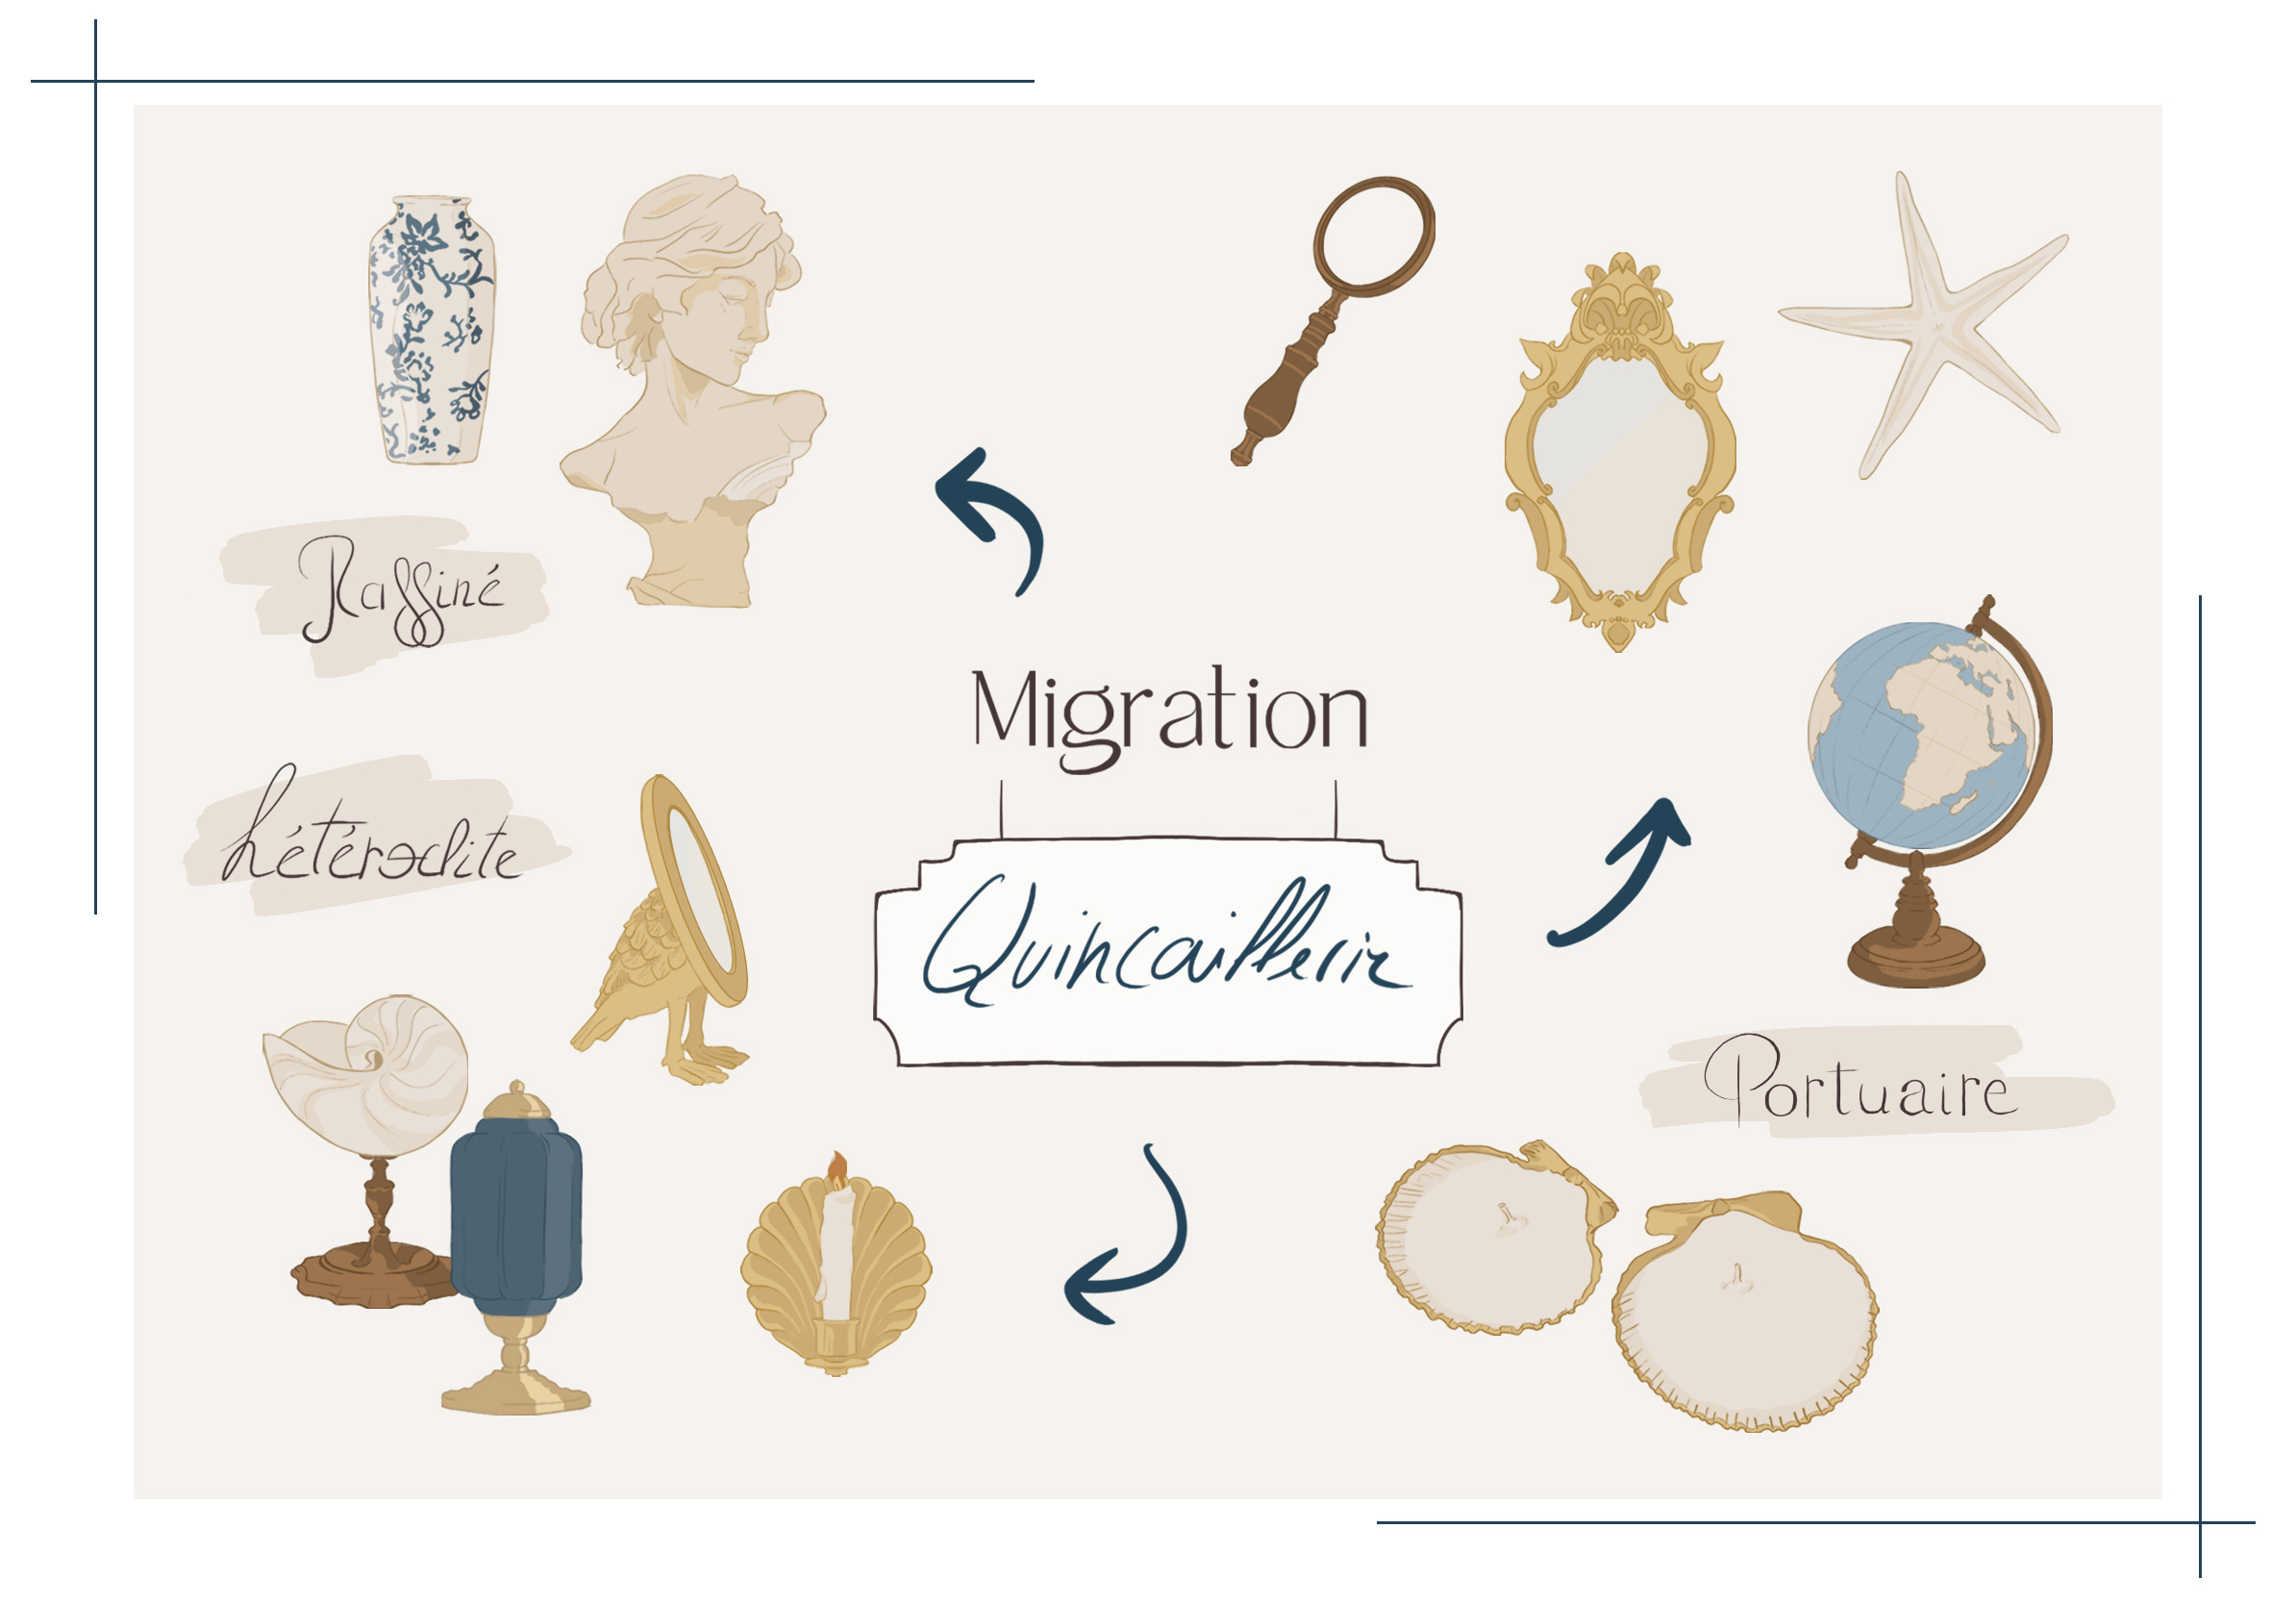 Raffiné
Migration
hétéroclite
Quincaillerie
Portuaire